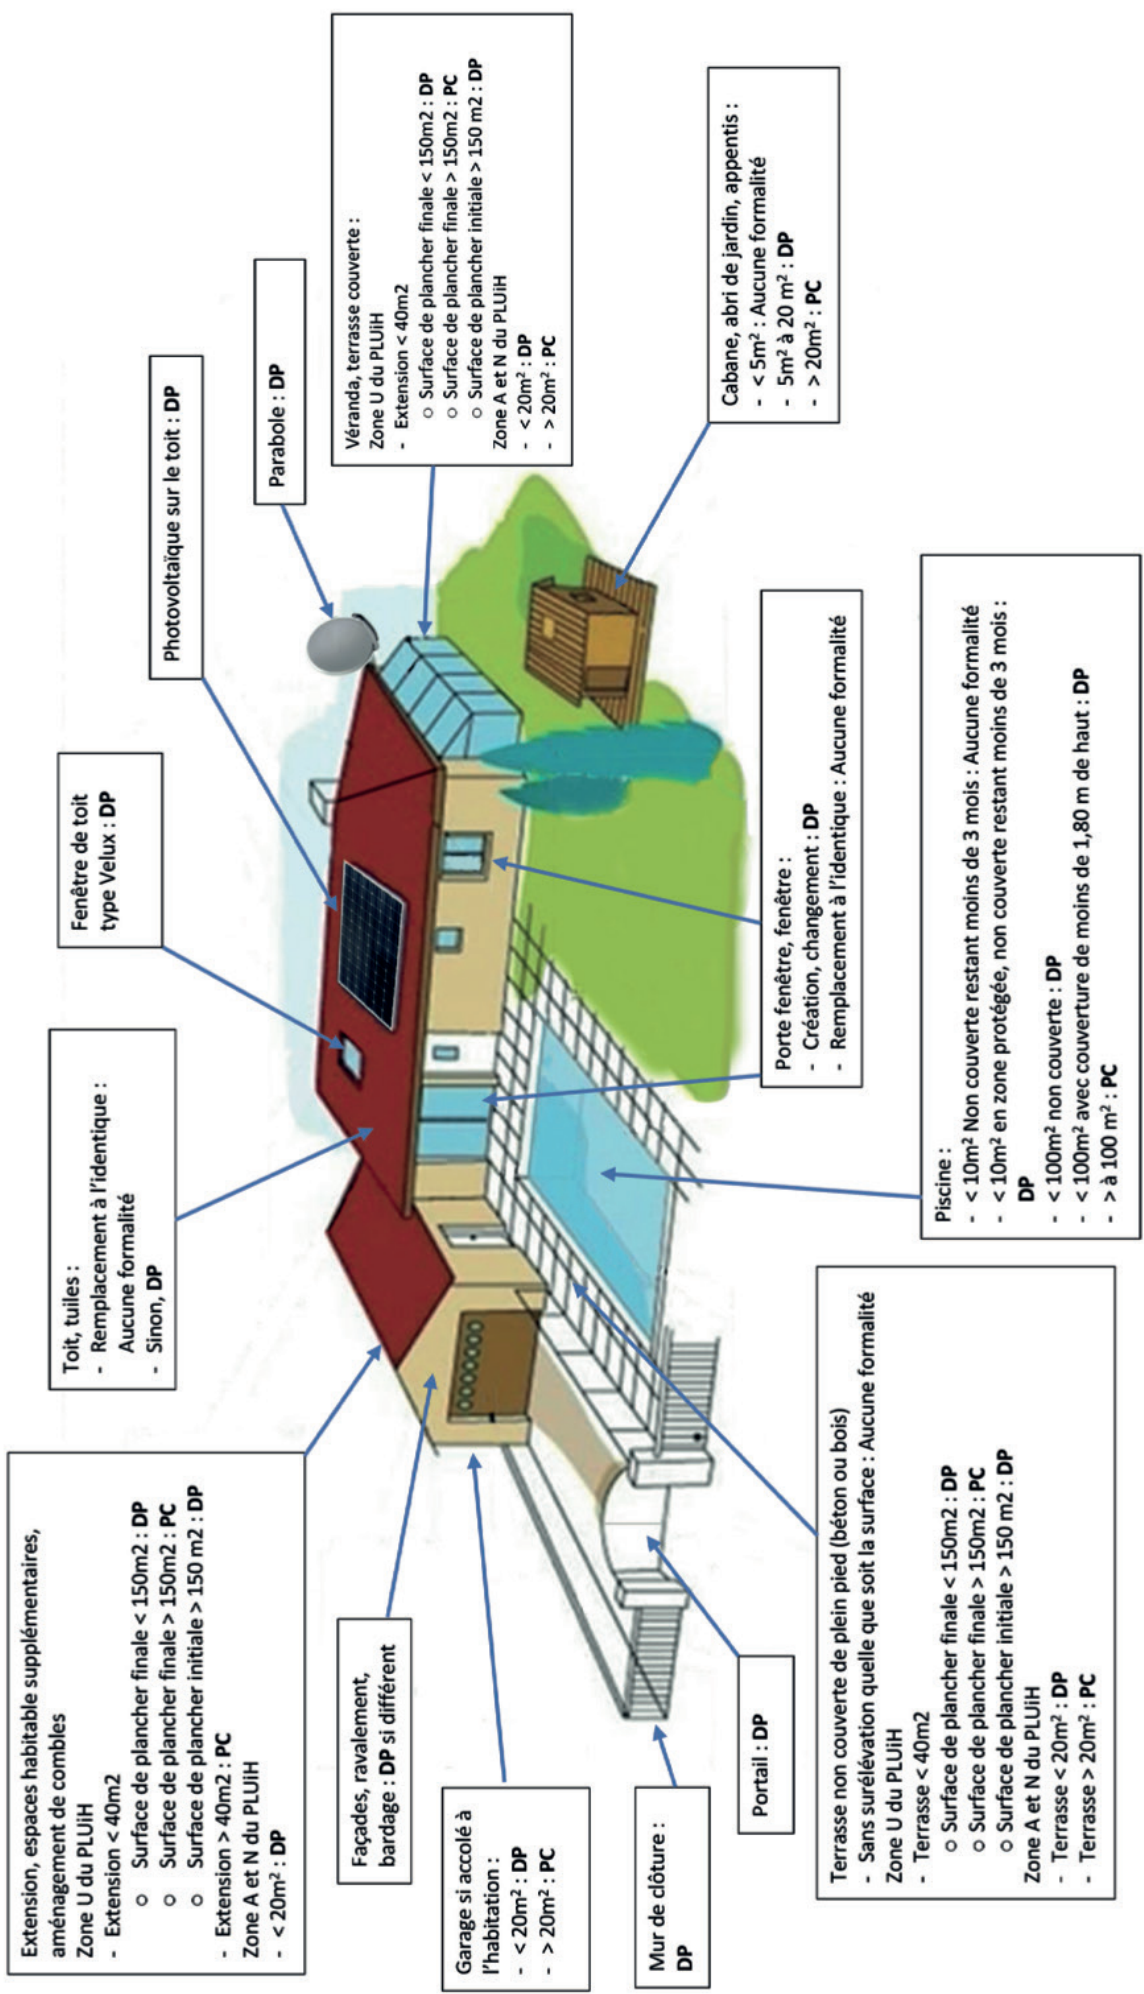 Extension, espaces habitable supplémentaires,
aménagement de combles
Zone U du PLUiH
- Extension < 40m2
○ Surface de plancher finale < 150m2 : DP
○ Surface de plancher finale > 150m2 : PC
○ Surface de plancher initiale > 150 m2 : DP
- Extension > 40m2 : PC
Zone A et N du PLUiH
- < 20m² : DP
Toit, tuiles :
- Remplacement à l'identique :
Aucune formalité
- Sinon, DP
Fenêtre de toit
type Velux : DP
Photovoltaïque sur le toit : DP
Parabole : DP
Véranda, terrasse couverte :
Zone U du PLUiH
- Extension < 40m2
○ Surface de plancher finale < 150m2 : DP
○ Surface de plancher finale > 150m2 : PC
○ Surface de plancher initiale > 150 m2 : DP
Zone A et N du PLUiH
- < 20m² : DP
- > 20m² : PC
Façades, ravalement,
bardage : DP si différent
Garage si accolé à
l'habitation :
- < 20m² : DP
- > 20m² : PC
Mur de dôture :
DP
Portail : DP
Cabane, abri de jardin, appentis :
- < 5m² : Aucune formalité
- 5m² à 20 m² : DP
- > 20m² : PC
Porte fenêtre, fenêtre :
- Création, changement : DP
- Remplacement à l'identique : Aucune formalité
Terrasse non couverte de plein pied (béton ou bois)
- Sans surélévation quelle que soit la surface : Aucune formalité
Zone U du PLUiH
- Terrasse < 40m2
○ Surface de plancher finale < 150m2 : DP
○ Surface de plancher finale > 150m2 : PC
○ Surface de plancher initiale > 150 m2 : DP
Zone A et N du PLUiH
- Terrasse < 20m² : DP
- Terrasse > 20m² : PC
Piscine :
- < 10m² Non couverte restant moins de 3 mois : Aucune formalité
- < 10m² en zone protégée, non couverte restant moins de 3 mois :
DP
- < 100m² non couverte : DP
- < 100m² avec couverture de moins de 1,80 m de haut : DP
- > à 100 m² : PC